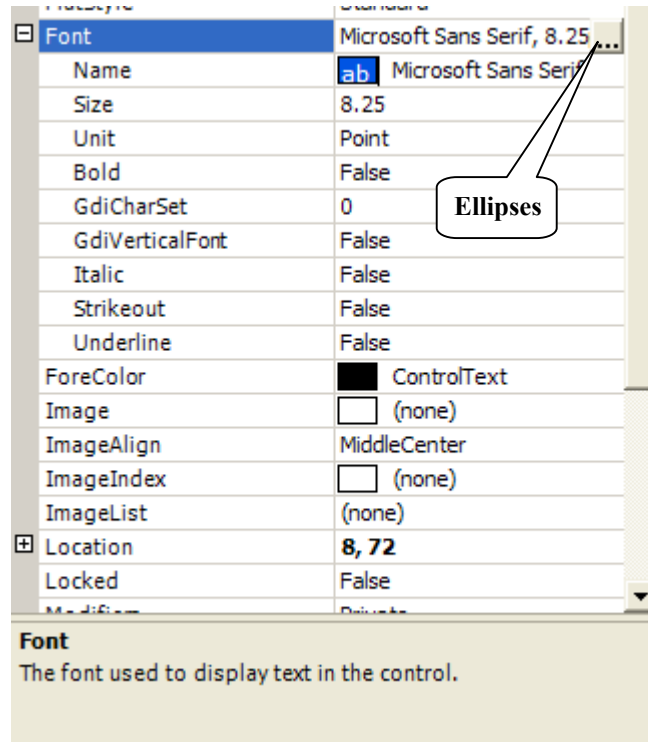 Font Microsoft Sans Serif, 8.25 ...
Name ab Microsoft Sans Serif
Size 8.25
Unit Point
Bold False
GdiCharSet 0
Ellipses
GdiVerticalFont False
Italic False
Strikeout False
Underline False
ForeColor ControlText
Image (none)
ImageAlign MiddleCenter
ImageIndex (none)
ImageList (none)
Location 8, 72
Locked False
Font
The font used to display text in the control.